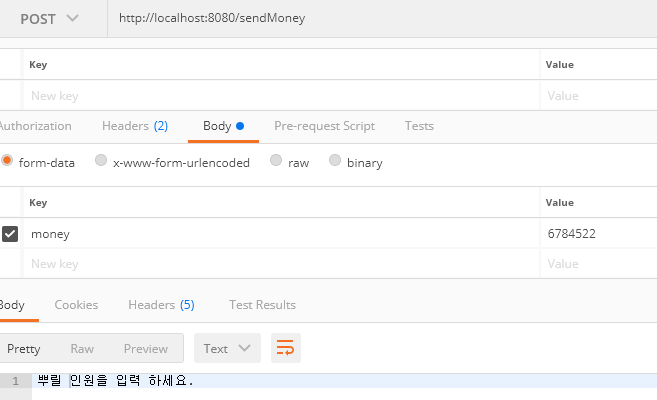 POST http://localhost:8080/sendMoney
Key Value
New key Value
Authorization Headers (2) Body Pre-request Script Tests
form-data x-www-form-urlencoded raw binary
Key Value
money 6784522
New key Value
Body Cookies Headers (5) Test Results
Pretty Raw Preview Text
1 뿌릴 인원을 입력 하세요.